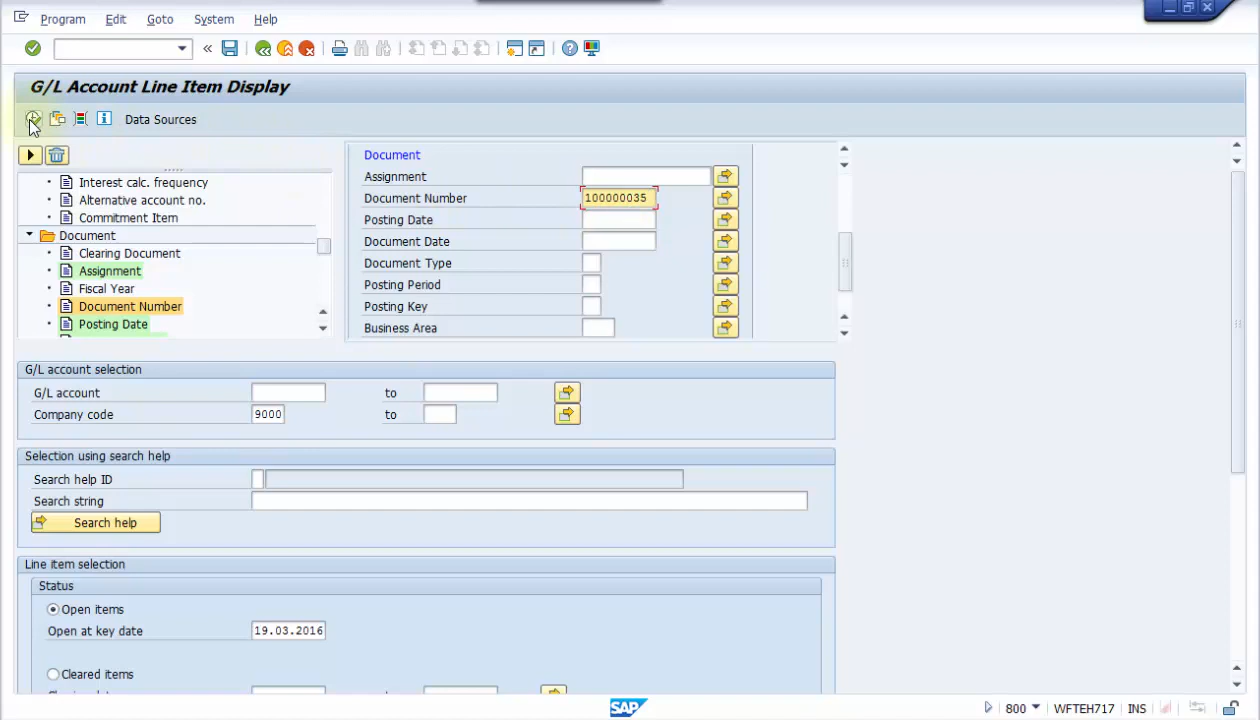 Program Edit Goto System Help
G/L Account Line Item Display
Data Sources
Interest calc. frequency
Alternative account no.
Commitment Item
Document
Clearing Document
Assignment
Fiscal Year
Document Number
Posting Date
Document
Assignment
Document Number 100000035
Posting Date
Document Date
Document Type
Posting Period
Posting Key
Business Area
G/L account selection
G/L account to
Company code 9000 to
Selection using search help
Search help ID
Search string
Search help
Line item selection
Status
Open items
Open at key date 19.03.2016
Cleared items
SAP 800 WFTEH717 INS